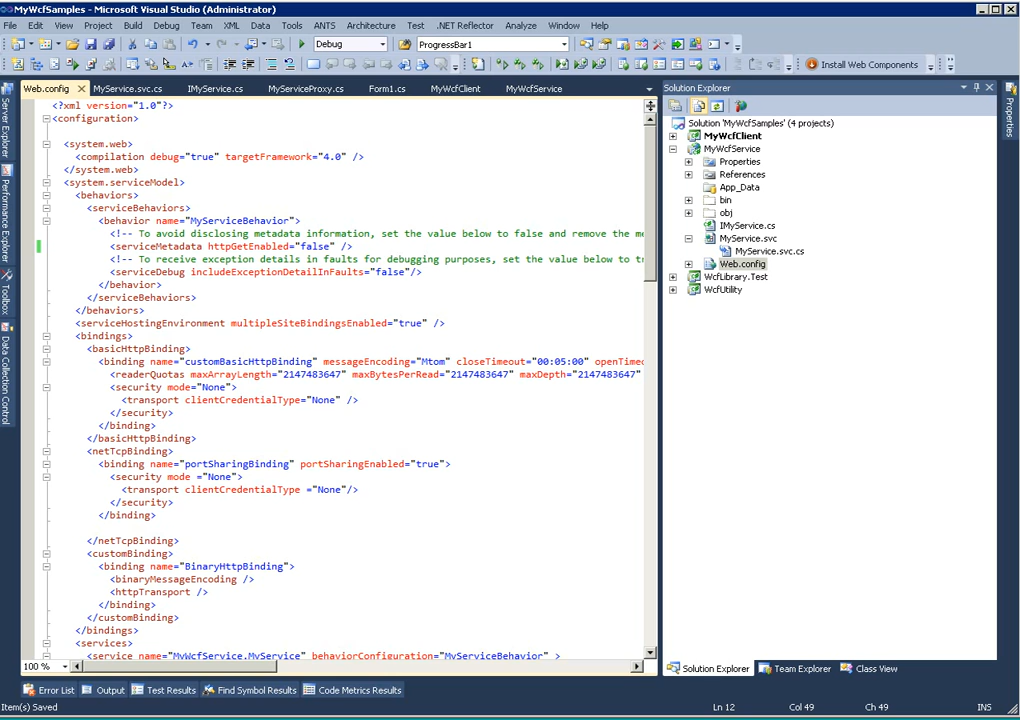 MyWcfSamples - Microsoft Visual Studio (Administrator)
File Edit View Project Build Debug Team XML Data Tools ANTS Architecture Test .NET Reflector Analyze Window Help
Debug ProgressBar1
Install Web Components
Web.config MyService.svc.cs IMyService.cs MyServiceProxy.cs Form1.cs MyWcfClient MyWcfService
<?xml version="1.0"?>
<configuration>
<system.web>
<compilation debug="true" targetFramework="4.0" />
</system.web>
<system.serviceModel>
<behaviors>
<serviceBehaviors>
<behavior name="MyServiceBehavior">
<!-- To avoid disclosing metadata information, set the value below to false and remove the me
<serviceMetadata httpGetEnabled="false" />
<!-- To receive exception details in faults for debugging purposes, set the value below to t
<serviceDebug includeExceptionDetailInFaults="false"/>
</behavior>
</serviceBehaviors>
</behaviors>
<serviceHostingEnvironment multipleSiteBindingsEnabled="true" />
<bindings>
<basicHttpBinding>
<binding name="customBasicHttpBinding" messageEncoding="Mtom" closeTimeout="00:05:00" openTimeo
<readerQuotas maxArrayLength="2147483647" maxBytesPerRead="2147483647" maxDepth="2147483647"
<security mode="None">
<transport clientCredentialType="None" />
</security>
</binding>
</basicHttpBinding>
<netTcpBinding>
<binding name="portSharingBinding" portSharingEnabled="true">
<security mode ="None">
<transport clientCredentialType ="None"/>
</security>
</binding>
</netTcpBinding>
<customBinding>
<binding name="BinaryHttpBinding">
<binaryMessageEncoding />
<httpTransport />
</binding>
</customBinding>
</bindings>
<services>
<service name="MyWcfService.MyService" behaviorConfiguration="MyServiceBehavior" >
100 %
Server Explorer
Performance Explorer
Toolbox
Data Collection Control
Solution Explorer
Solution 'MyWcfSamples' (4 projects)
MyWcfClient
MyWcfService
Properties
References
App_Data
bin
obj
IMyService.cs
MyService.svc
MyService.svc.cs
Web.config
WcfLibrary.Test
WcfUtility
Properties
Solution Explorer Team Explorer Class View
Error List Output Test Results Find Symbol Results Code Metrics Results
Item(s) Saved Ln 12 Col 49 Ch 49 INS